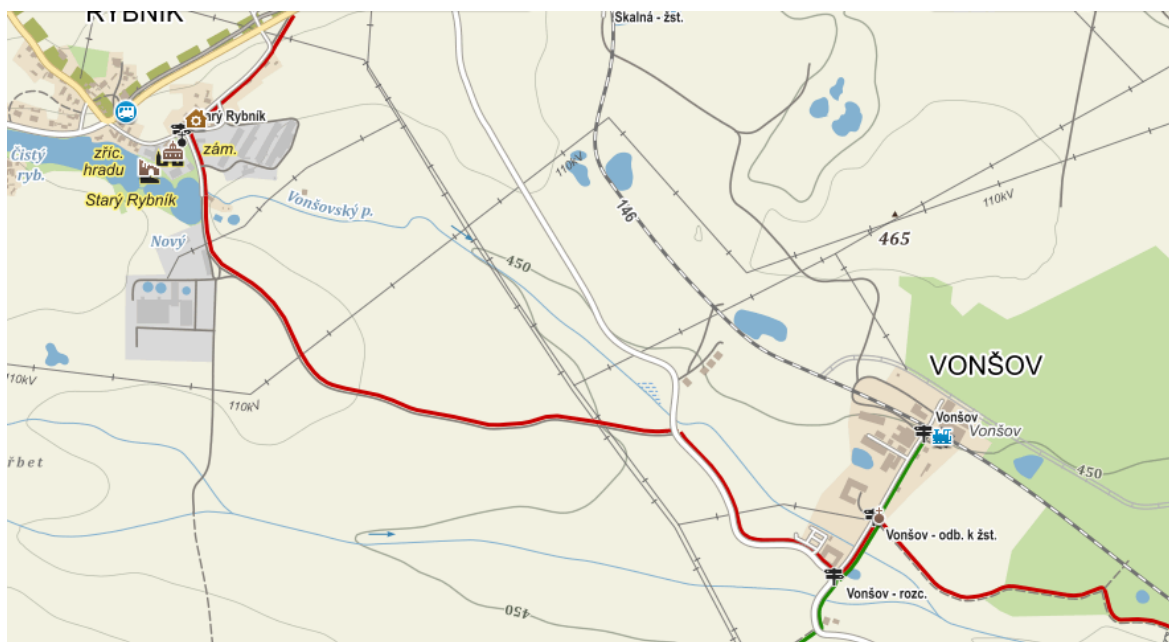 RYBNÍK
Skalná - žst.
Starý Rybník
Čistý
ryb.
zříc.
hradu
zám.
Starý Rybník
Vonšovský p.
Nový
110kV
146
110kV
465
450
VONŠOV
110kV
110kV
Vonšov
Vonšov
450
Vonšov - odb. k žst.
Vonšov - rozc.
450